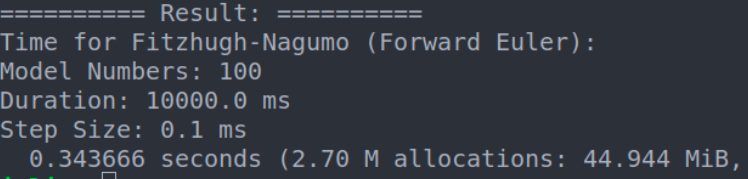 ========== Result: ==========
Time for Fitzhugh-Nagumo (Forward Euler):
Model Numbers: 100
Duration: 10000.0 ms
Step Size: 0.1 ms
  0.343666 seconds (2.70 M allocations: 44.944 MiB,